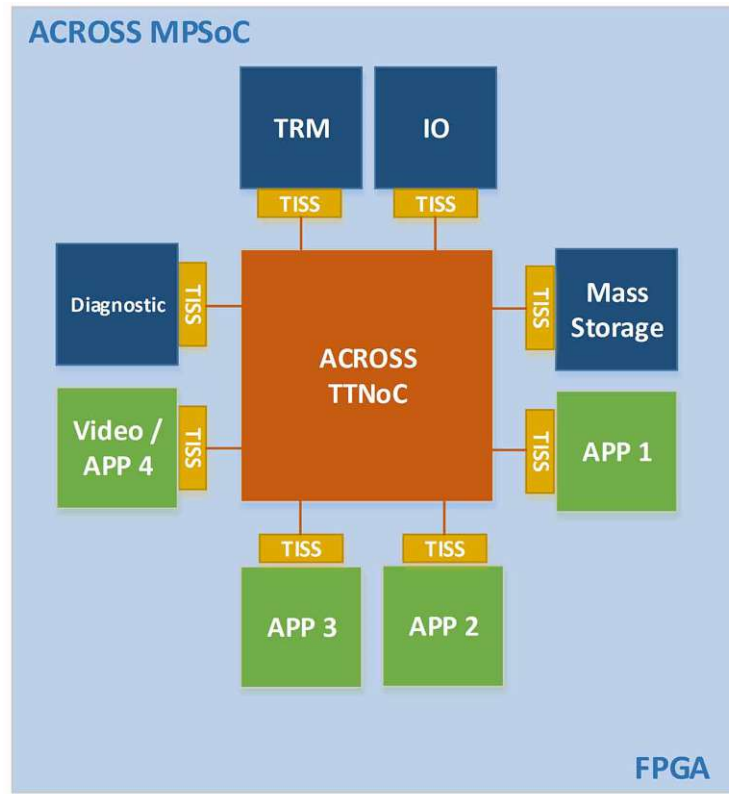 ACROSS MPSoC
TRM
IO
TISS
TISS
Diagnostic
TISS
TISS
Mass
Storage
ACROSS
TTNoC
Video /
APP 4
TISS
TISS
APP 1
TISS
TISS
APP 3
APP 2
FPGA